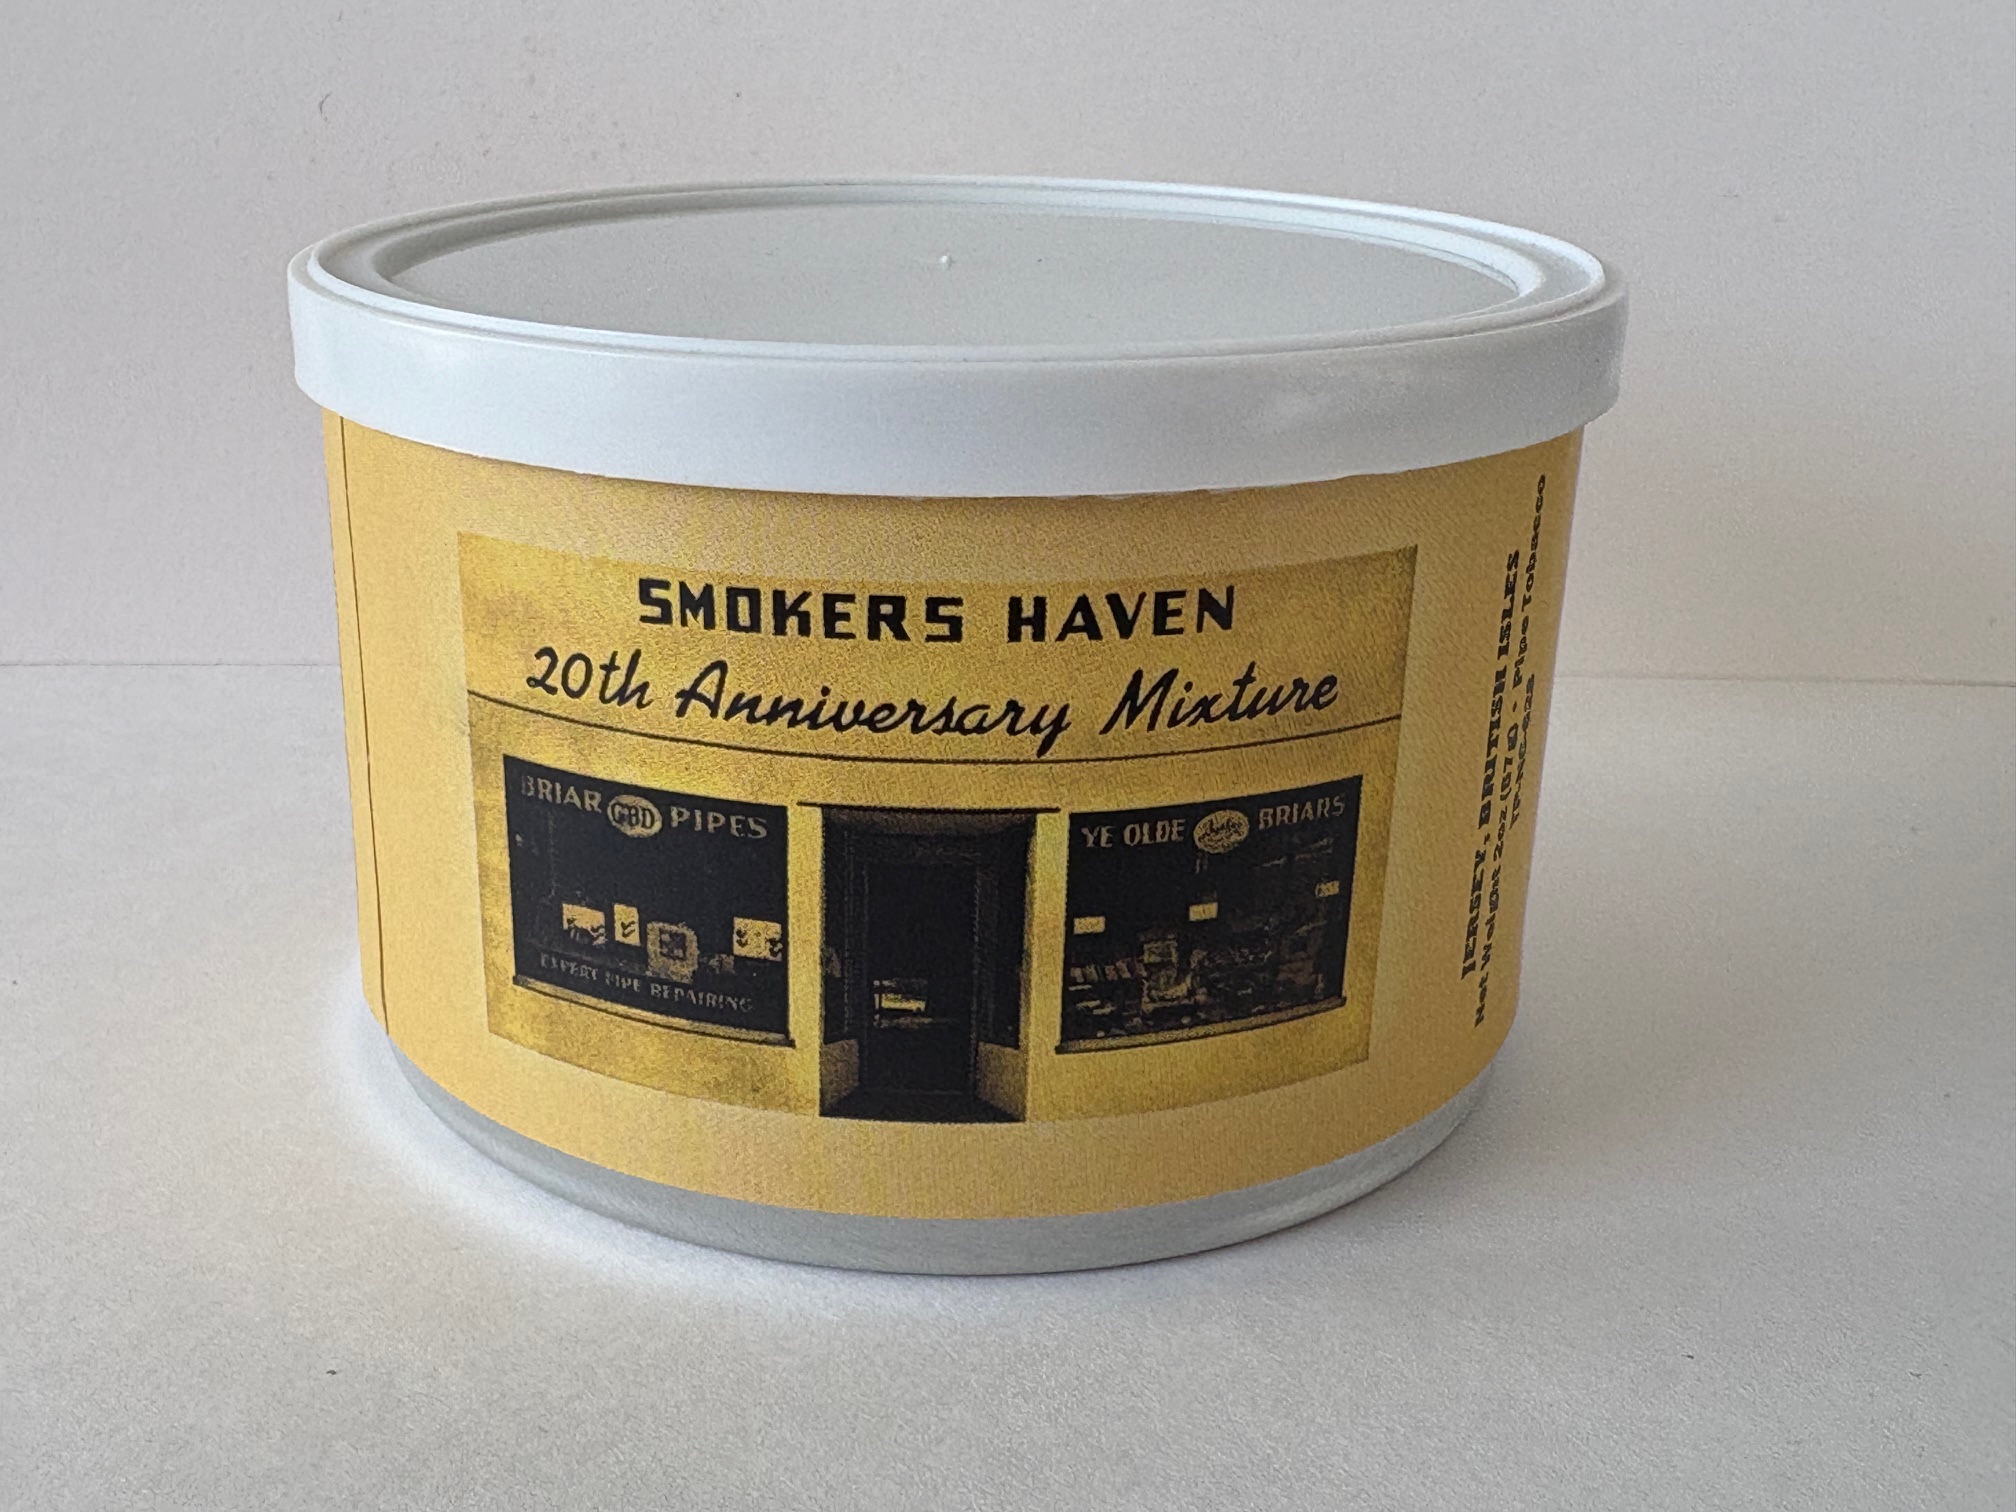 SMOKERS HAVEN
20th Anniversary Mixture
BRIAR GBD PIPES
EXPERT PIPE REPAIRING
YE OLDE BRIARS
JERSEY, BRITISH ISLES
Net Weight 2oz (57g) · Pipe Tobacco